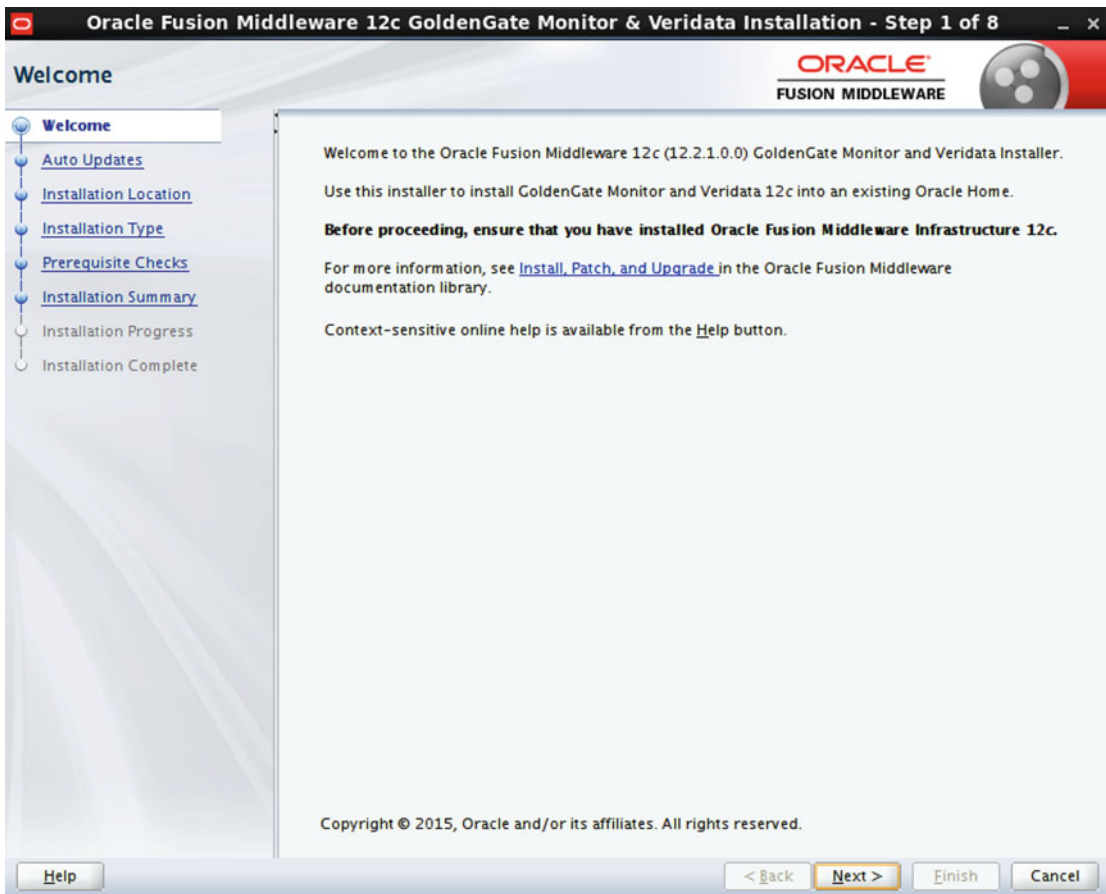 Oracle Fusion Middleware 12c GoldenGate Monitor & Veridata Installation - Step 1 of 8
Welcome
ORACLE
FUSION MIDDLEWARE
Welcome
Auto Updates
Installation Location
Installation Type
Prerequisite Checks
Installation Summary
Installation Progress
Installation Complete
Welcome to the Oracle Fusion Middleware 12c (12.2.1.0.0) GoldenGate Monitor and Veridata Installer.
Use this installer to install GoldenGate Monitor and Veridata 12c into an existing Oracle Home.
Before proceeding, ensure that you have installed Oracle Fusion Middleware Infrastructure 12c.
For more information, see Install, Patch, and Upgrade in the Oracle Fusion Middleware
documentation library.
Context-sensitive online help is available from the Help button.
Copyright © 2015, Oracle and/or its affiliates. All rights reserved.
Help
< Back
Next >
Finish
Cancel